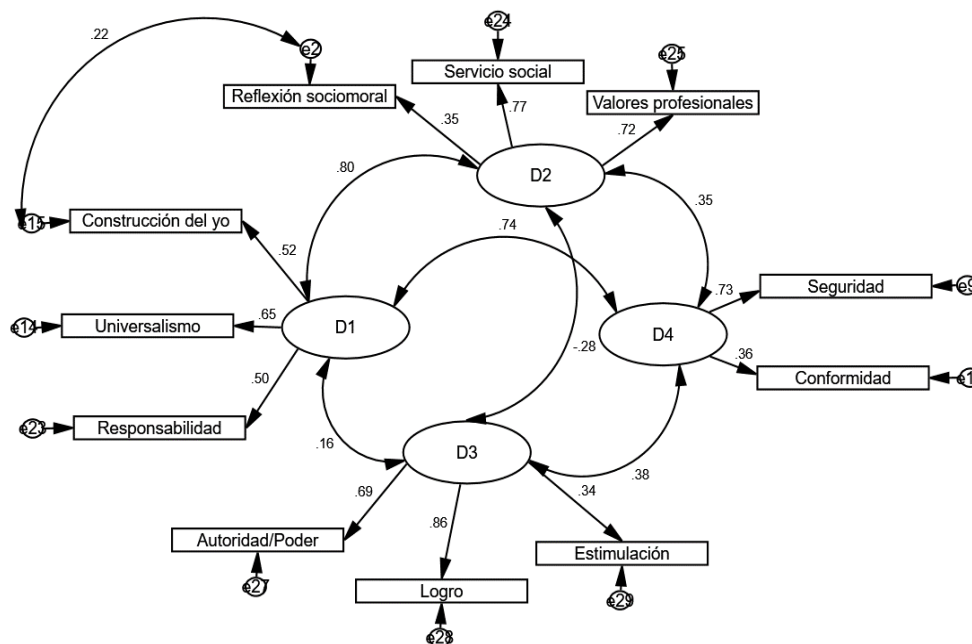 e24
.22
e2
e25
Servicio social
Reflexión sociomoral
Valores profesionales
.77
.35
.72
.80
D2
.35
e15
Construcción del yo
.74
.52
.73
Seguridad
e9
e14
Universalismo
.65
D1
D4
-.28
.36
Conformidad
e1
.50
e23
Responsabilidad
.16
D3
.38
.69
.34
.86
Autoridad/Poder
Estimulación
e27
Logro
e29
e28